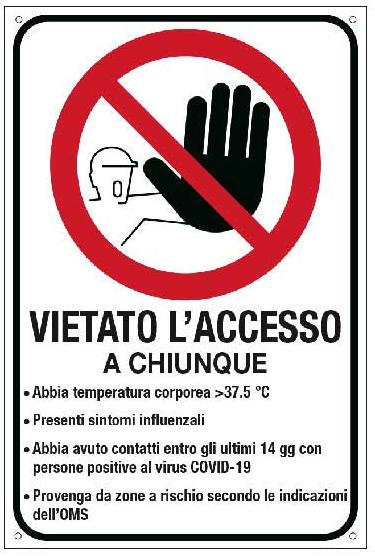 VIETATO L'ACCESSO
A CHIUNQUE
• Abbia temperatura corporea >37.5 °C
• Presenti sintomi influenzali
• Abbia avuto contatti entro gli ultimi 14 gg con
persone positive al virus COVID-19
• Provenga da zone a rischio secondo le indicazioni
dell'OMS